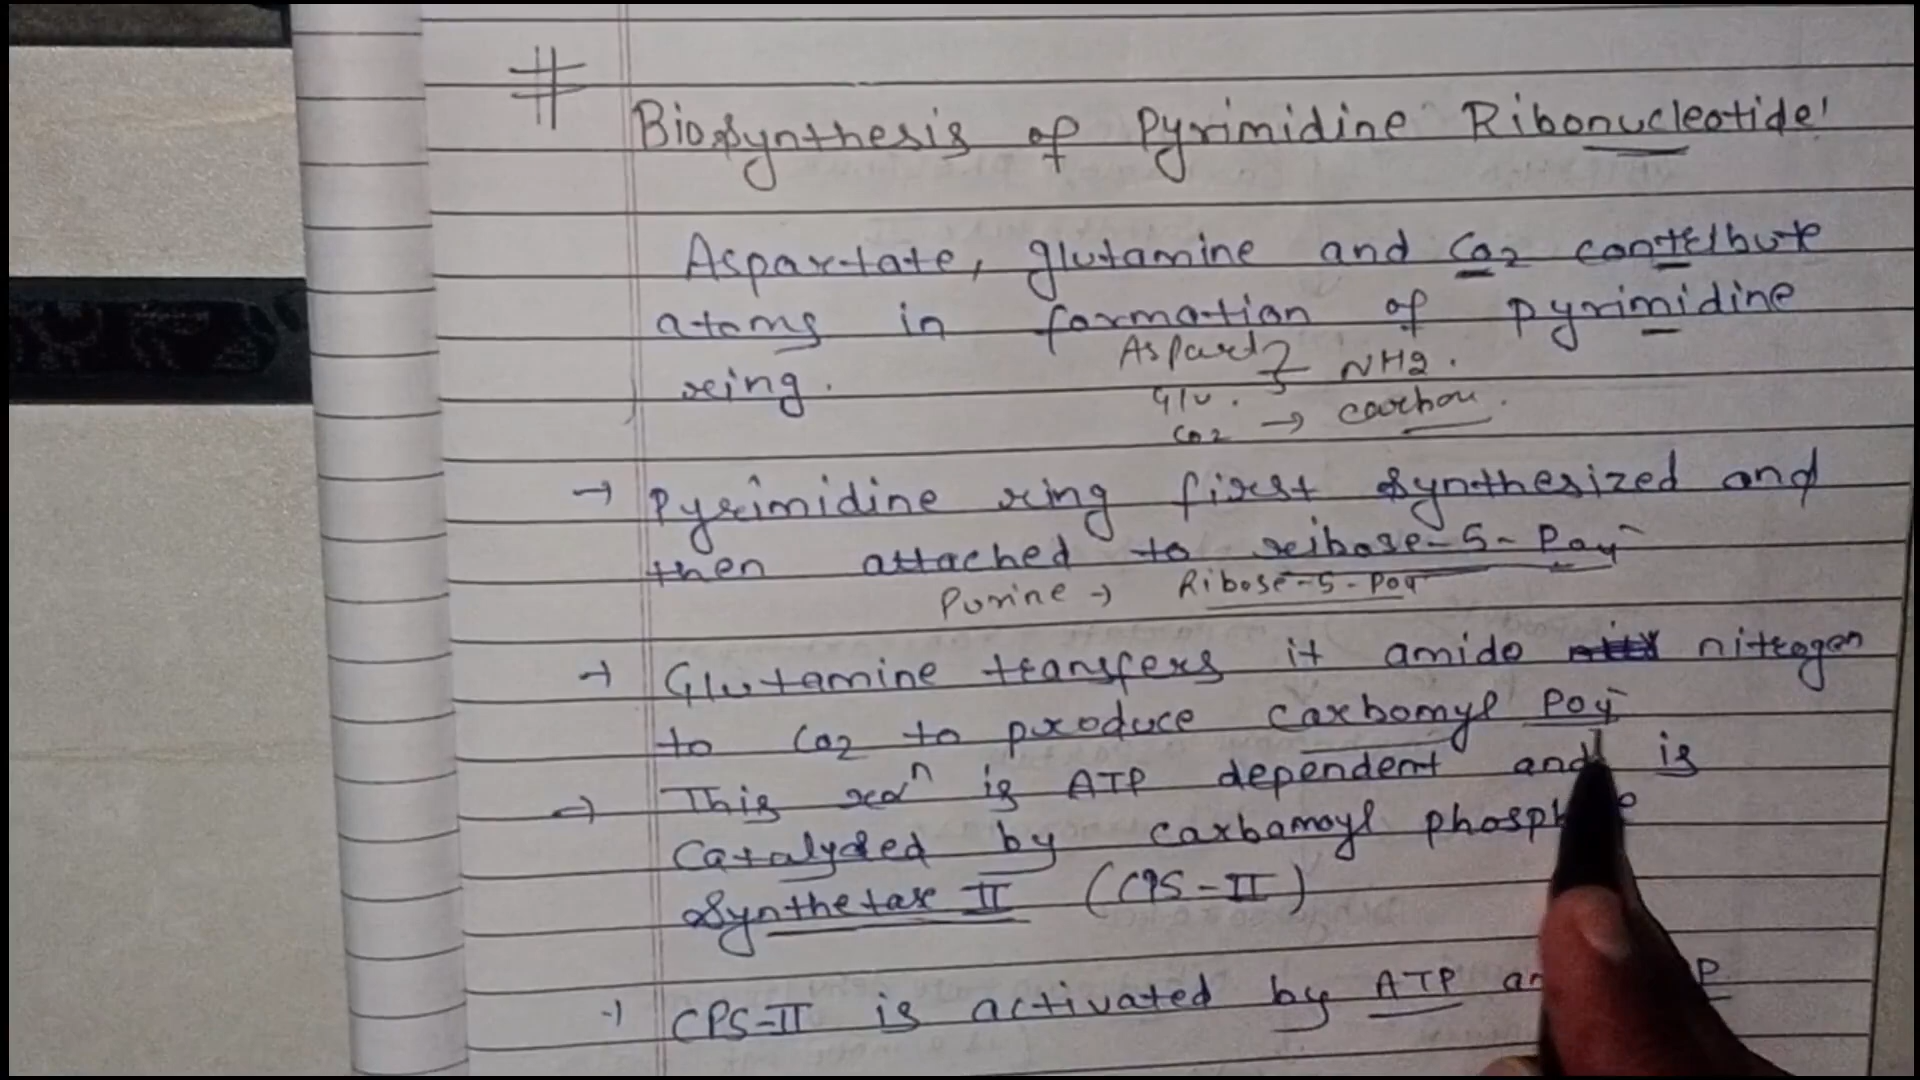 #
Biosynthesis of Pyrimidine Ribonucleotide
Aspartate, glutamine and CO2 contribute
atoms in formation of pyrimidine
ring.
Aspart } NH2.
Glu.
CO2 → carbon.
→ Pyrimidine ring first synthesized and
then attached to ribose-5-PO4-
Purine → Ribose-5-PO4
→ Glutamine transfers it amido nitrogen
to CO2 to produce carbomyl PO4-
→ This rxn is ATP dependent and is
Catalysed by carbamoyl
Synthetase II (CPS-II)
→ CPS-II is activated by ATP